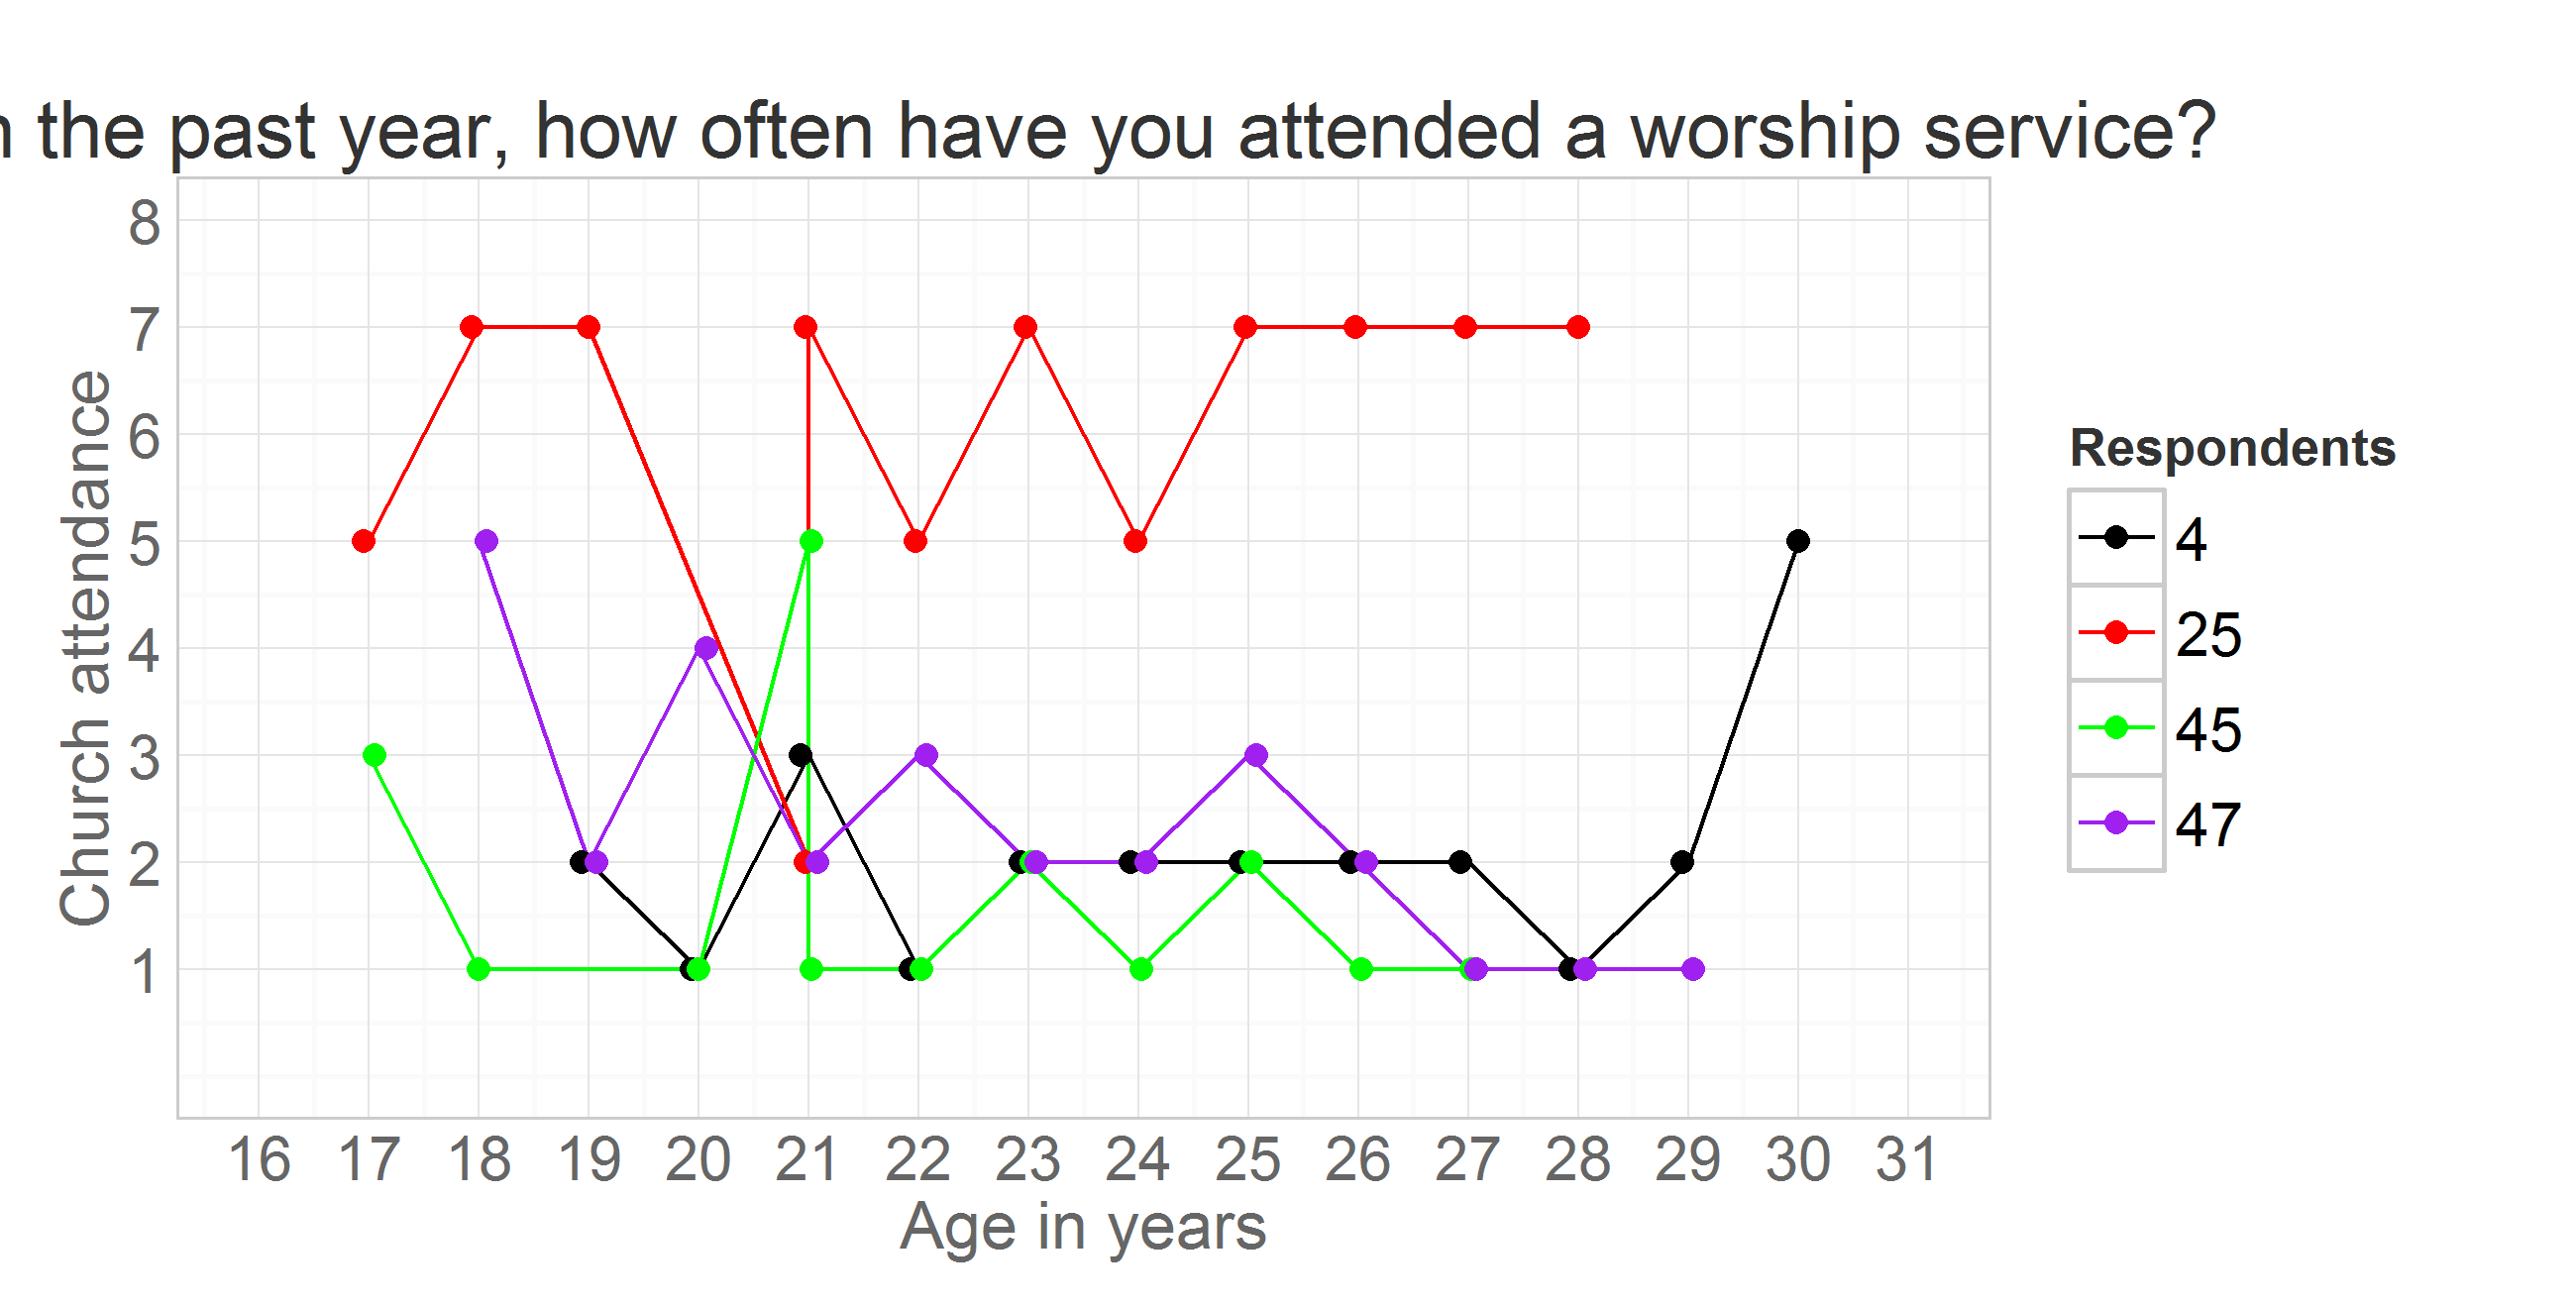 the past year, how often have you attended a worship service?
Church attendance
8
7
6
5
4
3
2
1
16 17 18 19 20 21 22 23 24 25 26 27 28 29 30 31
Age in years
Respondents
4
25
45
47